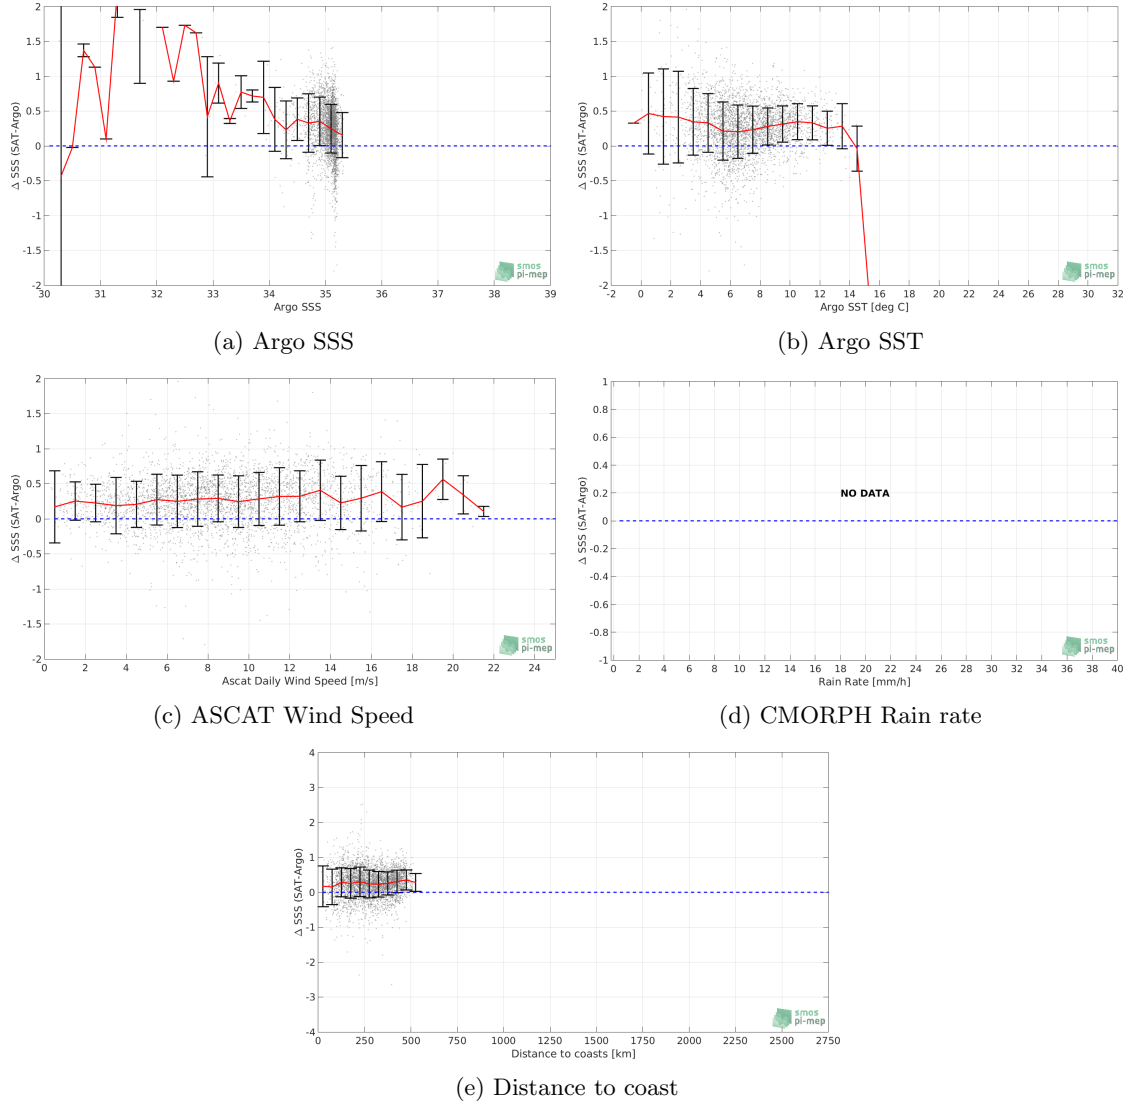 2
1.5
1
0.5
0
-0.5
-1
-1.5
-2
Δ SSS (SAT-Argo)
30 31 32 33 34 35 36 37 38 39
Argo SSS
smos
pi-mep
(a) Argo SSS
2
1.5
1
0.5
0
-0.5
-1
-1.5
-2
Δ SSS (SAT-Argo)
-2 0 2 4 6 8 10 12 14 16 18 20 22 24 26 28 30 32
Argo SST [deg C]
smos
pi-mep
(b) Argo SST
2
1.5
1
0.5
0
-0.5
-1
-1.5
-2
Δ SSS (SAT-Argo)
0 2 4 6 8 10 12 14 16 18 20 22 24
Ascat Daily Wind Speed [m/s]
smos
pi-mep
(c) ASCAT Wind Speed
1
0.8
0.6
0.4
0.2
0
-0.2
-0.4
-0.6
-0.8
-1
Δ SSS (SAT-Argo)
NO DATA
0 2 4 6 8 10 12 14 16 18 20 22 24 26 28 30 32 34 36 38 40
Rain Rate [mm/h]
smos
pi-mep
(d) CMORPH Rain rate
4
3
2
1
0
-1
-2
-3
-4
Δ SSS (SAT-Argo)
0 250 500 750 1000 1250 1500 1750 2000 2250 2500 2750
Distance to coasts [km]
smos
pi-mep
(e) Distance to coast